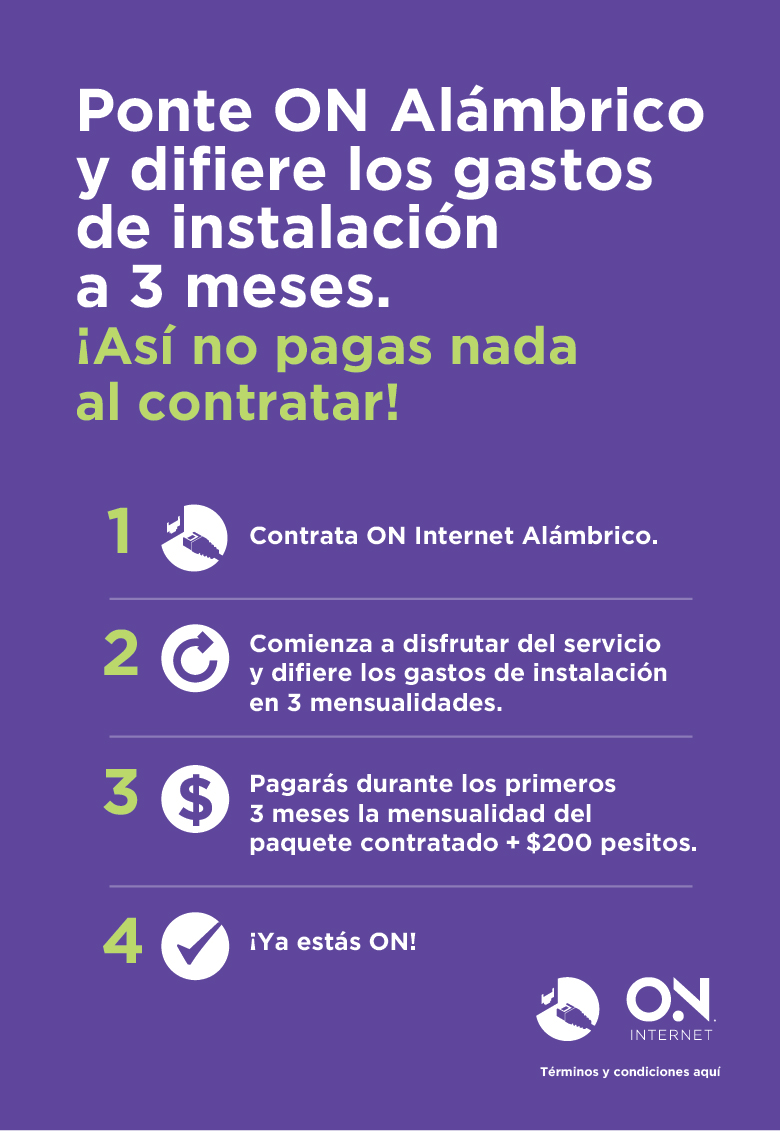 Ponte ON Alámbrico
y difiere los gastos
de instalación
a 3 meses.
¡Así no pagas nada
al contratar!
1
Contrata ON Internet Alámbrico.
2
Comienza a disfrutar del servicio
y difiere los gastos de instalación
en 3 mensualidades.
3
$
Pagarás durante los primeros
3 meses la mensualidad del
paquete contratado + $200 pesitos.
4
¡Ya estás ON!
ON
INTERNET
Términos y condiciones aquí